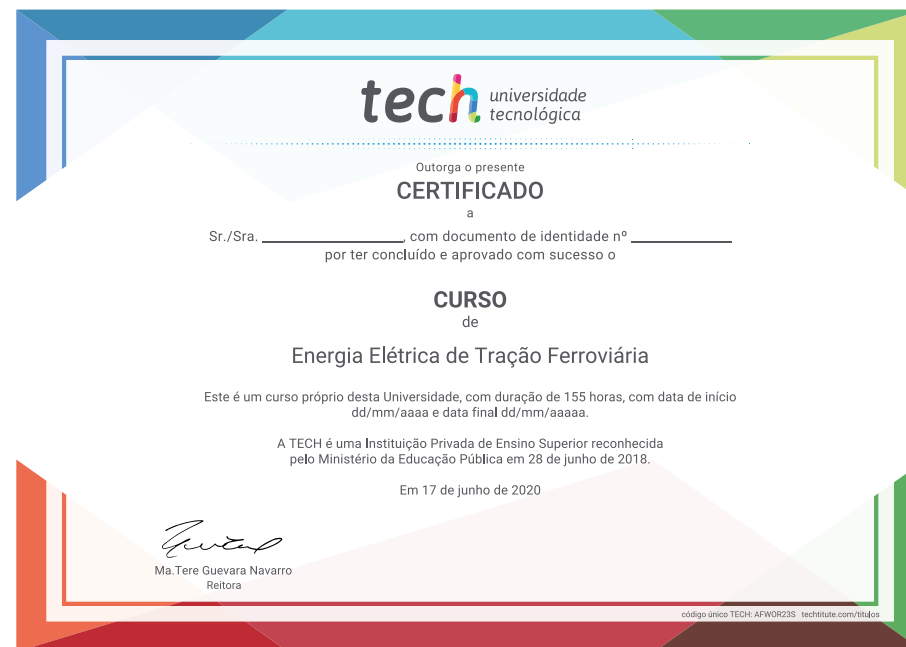 tech universidade
tecnológica
Outorga o presente
CERTIFICADO
a
Sr./Sra. ________________, com documento de identidade nº ____________
por ter concluído e aprovado com sucesso o
CURSO
de
Energia Elétrica de Tração Ferroviária
Este é um curso próprio desta Universidade, com duração de 155 horas, com data de início
dd/mm/aaaa e data final dd/mm/aaaaa.
A TECH é uma Instituição Privada de Ensino Superior reconhecida
pelo Ministério da Educação Pública em 28 de junho de 2018.
Em 17 de junho de 2020
Ma.Tere Guevara Navarro
Reitora
código único TECH: AFWOR23S techtitute.com/titulos